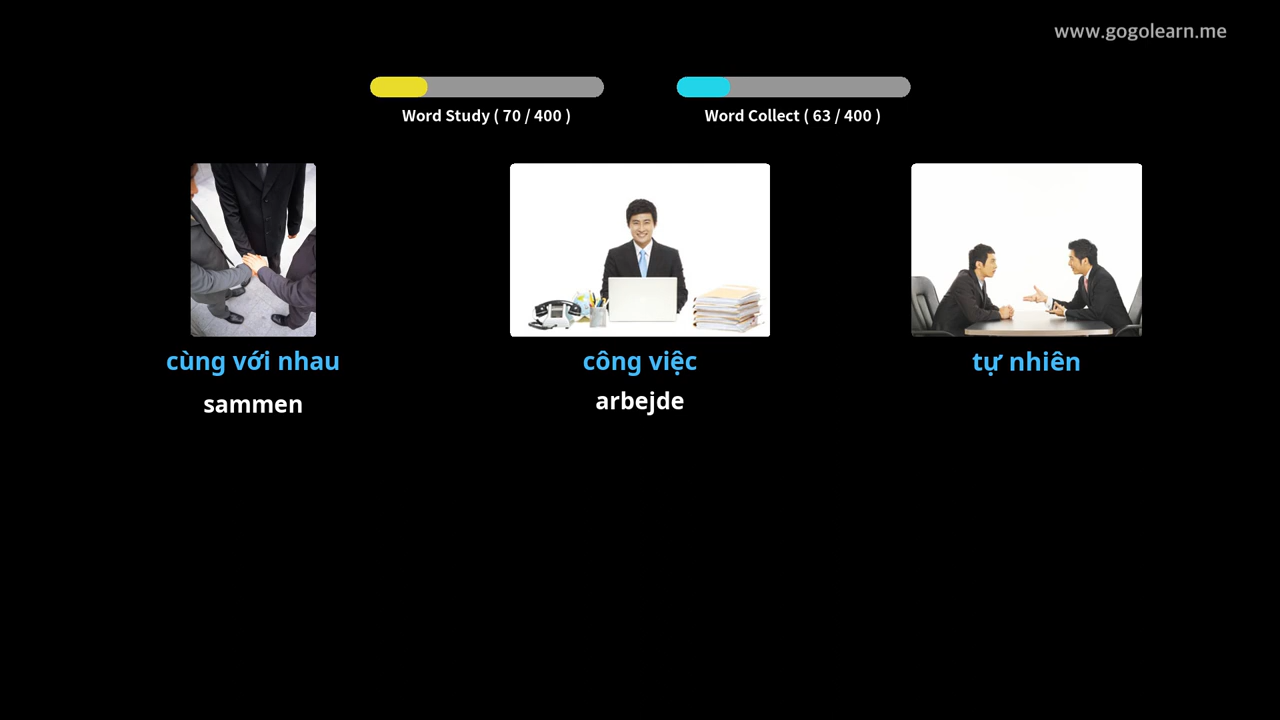 www.gogolearn.me
Word Study ( 70 / 400 )
Word Collect ( 63 / 400 )
cùng với nhau
công việc
tự nhiên
sammen
arbejde